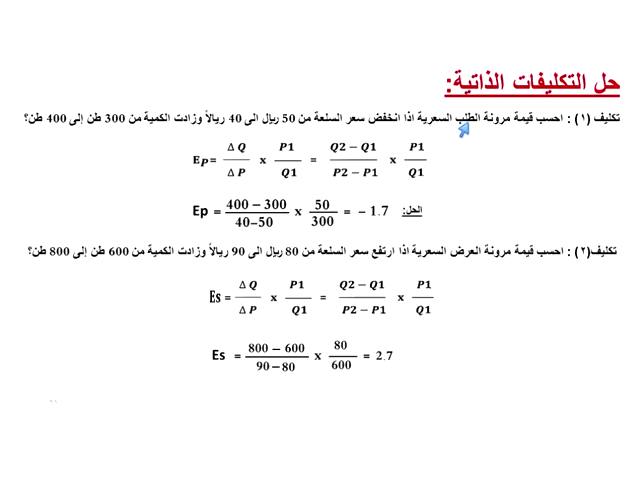 حل التكليفات الذاتية:
تكليف (١) : احسب قيمة مرونة الطلب السعرية اذا انخفض سعر السلعة من 50 ريال الى 40 ريالاً وزادت الكمية من 300 طن إلى 400 طن؟
EP = Δ Q / Δ P x P1 / Q1 = Q2 − Q1 / P2 − P1 x P1 / Q1
الحل: Ep = 400 − 300 / 40–50 x 50 / 300 = − 1.7
تكليف(٢) : احسب قيمة مرونة العرض السعرية اذا ارتفع سعر السلعة من 80 ريال الى 90 ريالاً وزادت الكمية من 600 طن إلى 800 طن؟
Es = Δ Q / Δ P x P1 / Q1 = Q2 − Q1 / P2 − P1 x P1 / Q1
Es = 800 − 600 / 90 – 80 x 80 / 600 = 2.7